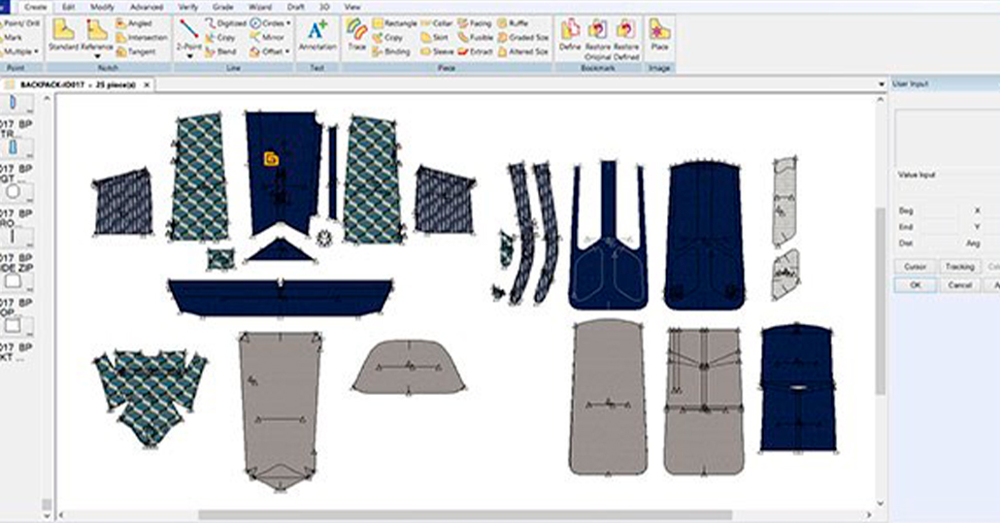 Create Edit Modify Advanced Verify Grade Wizard Draft 3D View
Point/ Drill Angled Digitized Circles Rectangle Collar Facing Ruffle
Mark Standard Reference Intersection 2-Point Copy Mirror Annotation Trace Copy Skirt Fusible Graded Size Define Restore Restore Place
Multiple Tangent Blend Offset Binding Sleeve Extract Altered Size Original Defined
Point Notch Line Text Piece Bookmark Image
BACKPACK-ID017 - 25 piece(s) x
User Input
017 BP
TR...
017 BP
GT ...
017 BP
RO...
017 BP
IDE ZIP
017 BP
OP...
017 BP
KT ...
G
Value Input
Beg X
End Y
Dist Ang
Cursor Tracking
OK Cancel